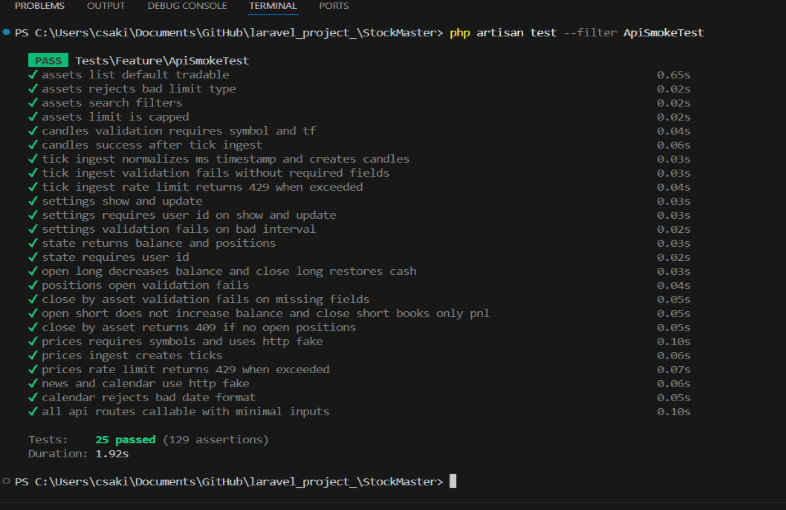 PROBLEMS OUTPUT DEBUG CONSOLE TERMINAL PORTS
PS C:\Users\csaki\Documents\GitHub\laravel_project_\StockMaster> php artisan test --filter ApiSmokeTest
PASS Tests\Feature\ApiSmokeTest
✓ assets list default tradable 0.65s
✓ assets rejects bad limit type 0.02s
✓ assets search filters 0.02s
✓ assets limit is capped 0.02s
✓ candles validation requires symbol and tf 0.04s
✓ candles success after tick ingest 0.06s
✓ tick ingest normalizes ms timestamp and creates candles 0.03s
✓ tick ingest validation fails without required fields 0.03s
✓ tick ingest rate limit returns 429 when exceeded 0.04s
✓ settings show and update 0.03s
✓ settings requires user id on show and update 0.03s
✓ settings validation fails on bad interval 0.02s
✓ state returns balance and positions 0.03s
✓ state requires user id 0.02s
✓ open long decreases balance and close long restores cash 0.03s
✓ positions open validation fails 0.04s
✓ close by asset validation fails on missing fields 0.05s
✓ open short does not increase balance and close short books only pnl 0.05s
✓ close by asset returns 409 if no open positions 0.05s
✓ prices requires symbols and uses http fake 0.10s
✓ prices ingest creates ticks 0.06s
✓ prices rate limit returns 429 when exceeded 0.07s
✓ news and calendar use http fake 0.06s
✓ calendar rejects bad date format 0.05s
✓ all api routes callable with minimal inputs 0.10s
Tests: 25 passed (129 assertions)
Duration: 1.92s
PS C:\Users\csaki\Documents\GitHub\laravel_project_\StockMaster>